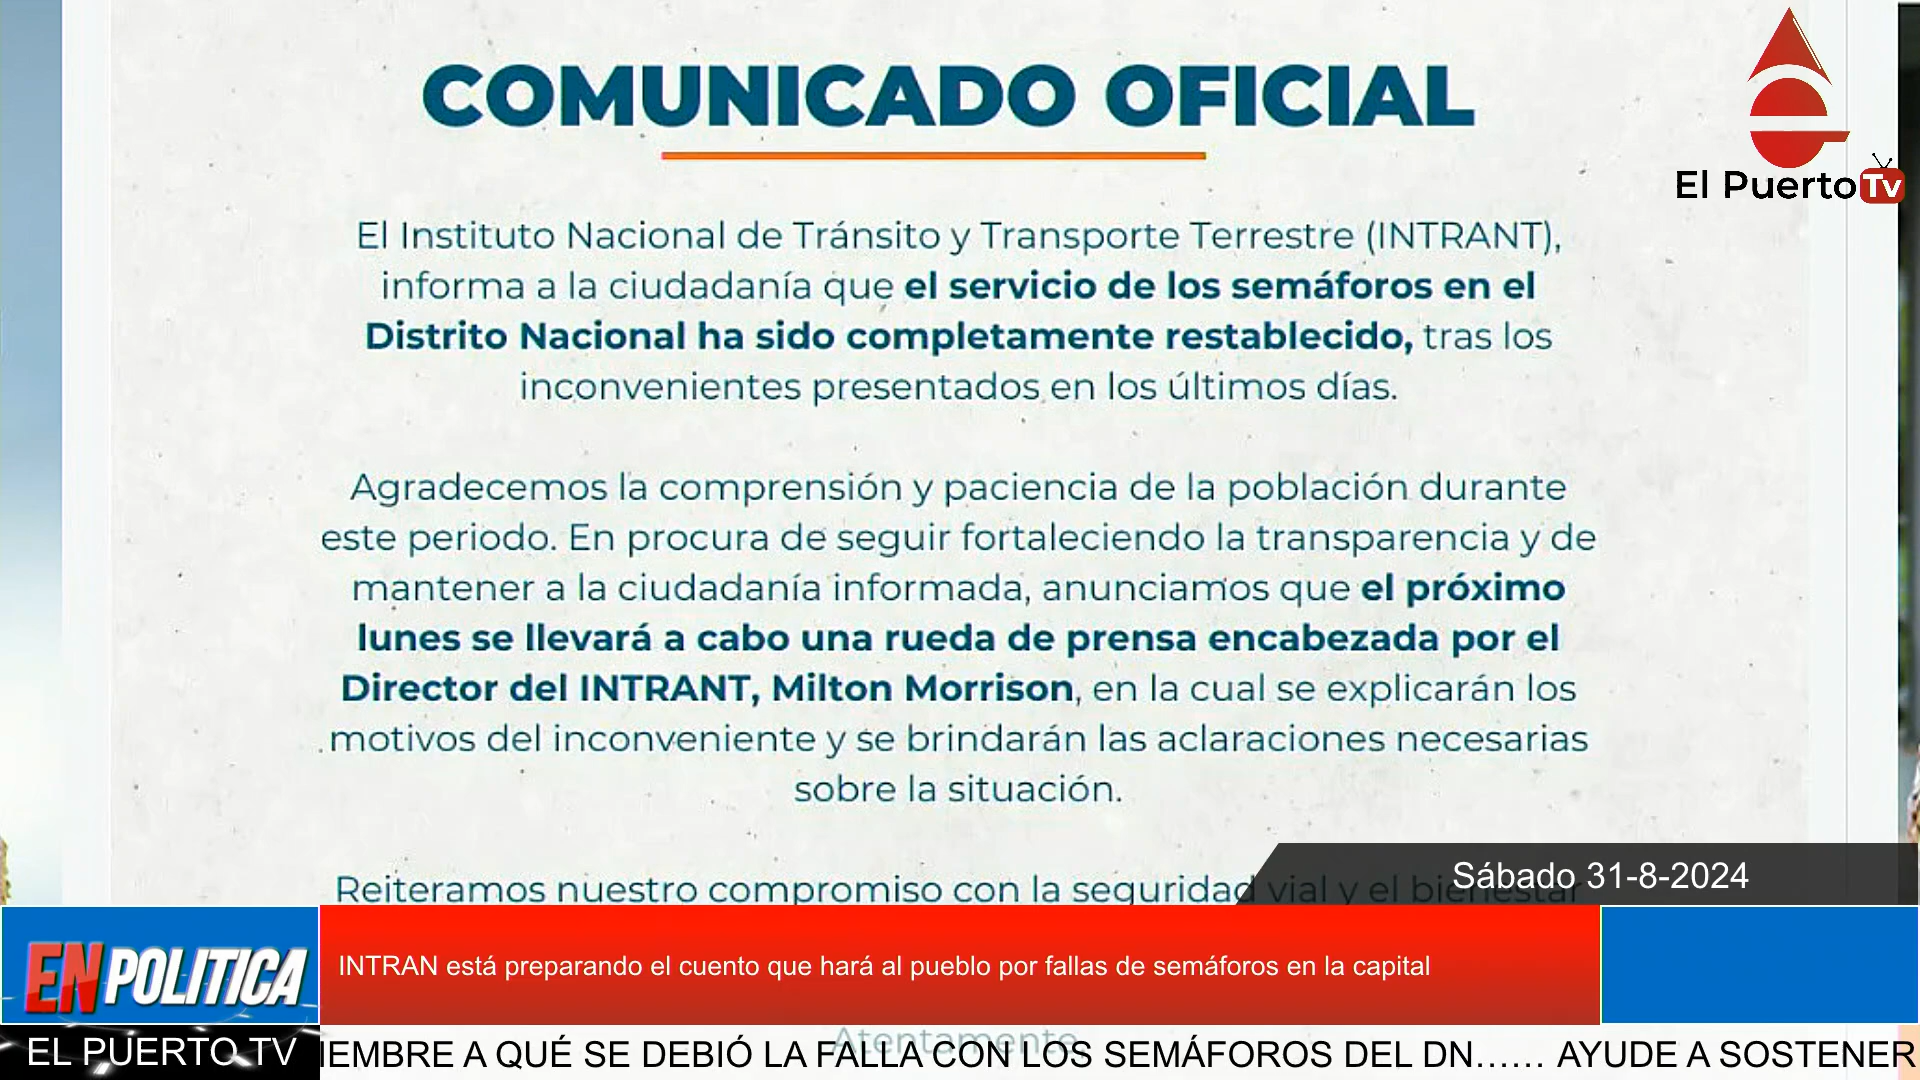 COMUNICADO OFICIAL
El Puerto Tv
El Instituto Nacional de Tránsito y Transporte Terrestre (INTRANT),
informa a la ciudadanía que el servicio de los semáforos en el
Distrito Nacional ha sido completamente restablecido, tras los
inconvenientes presentados en los últimos días.
Agradecemos la comprensión y paciencia de la población durante
este periodo. En procura de seguir fortaleciendo la transparencia y de
mantener a la ciudadanía informada, anunciamos que el próximo
lunes se llevará a cabo una rueda de prensa encabezada por el
Director del INTRANT, Milton Morrison, en la cual se explicarán los
motivos del inconveniente y se brindarán las aclaraciones necesarias
sobre la situación.
Reiteramos nuestro compromiso con la seguridad vial y el bienestar
Sábado 31-8-2024
EN POLITICA
INTRAN está preparando el cuento que hará al pueblo por fallas de semáforos en la capital
Atentamente,
EL PUERTO TV
IEMBRE A QUÉ SE DEBIÓ LA FALLA CON LOS SEMÁFOROS DEL DN...... AYUDE A SOSTENER